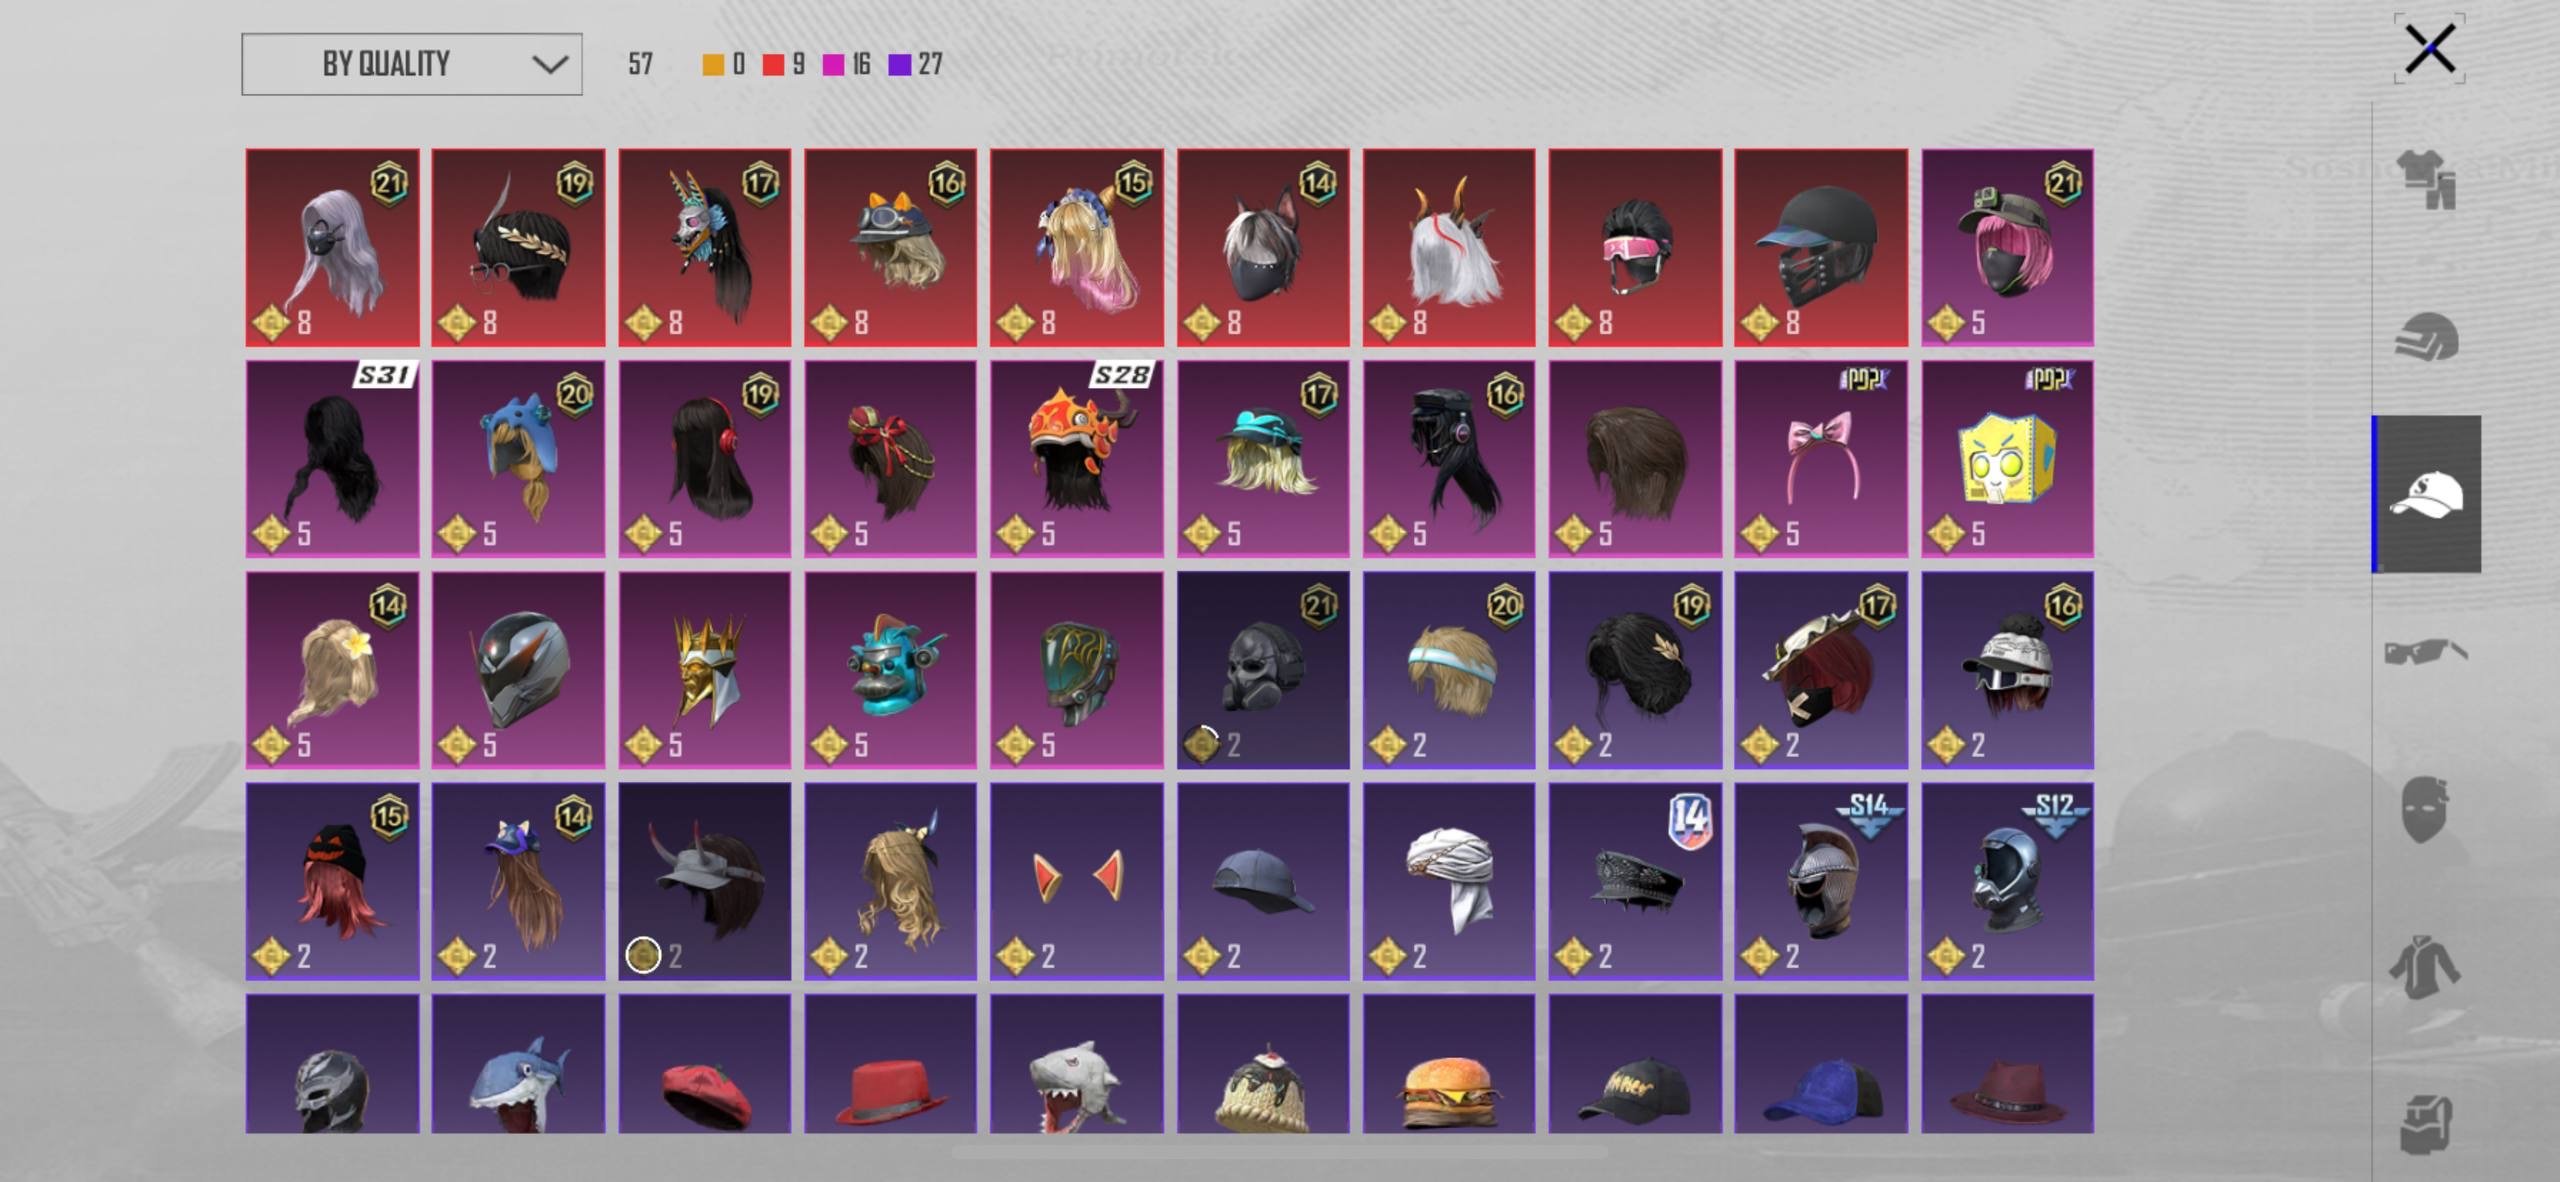 BY QUALITY 57 0 9 16 27
21 19 17 16 15 14 21
8 8 8 8 8 8 8 8 8 5
S31 20 19 S28 17 16
5 5 5 5 5 5 5 5 5 5
14 21 20 19 17 16
5 5 5 5 5 2 2 2 2 2
15 14 14 S14 S12
2 2 2 2 2 2 2 2 2 2